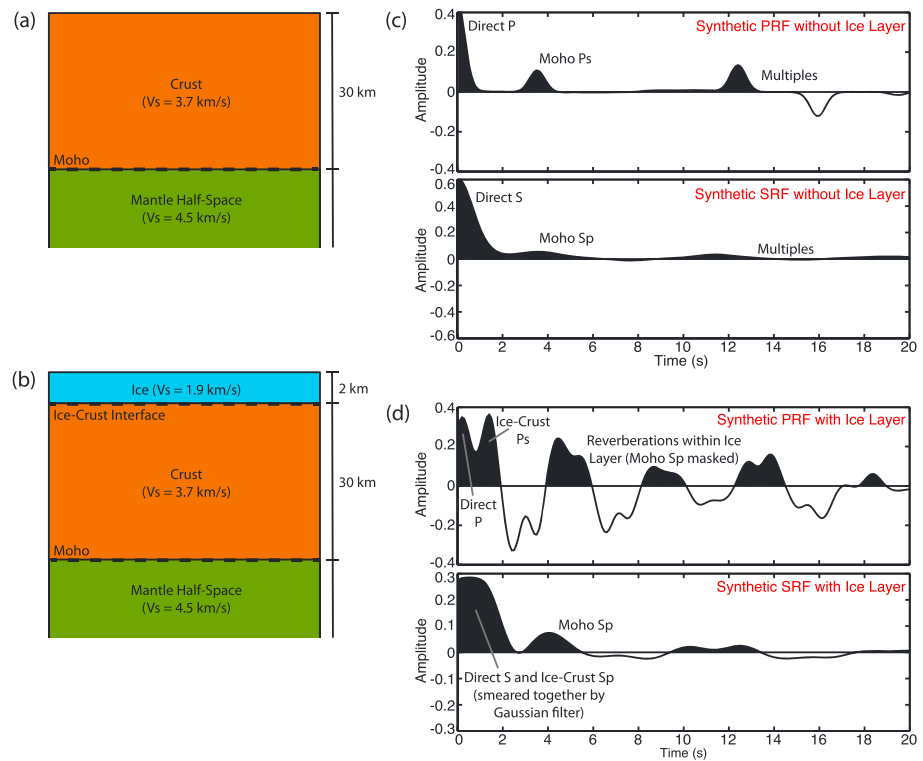 (a)
Crust
(Vs = 3.7 km/s)
30 km
Moho
Mantle Half-Space
(Vs = 4.5 km/s)
(b)
Ice (Vs = 1.9 km/s)
2 km
Ice-Crust Interface
Crust
(Vs = 3.7 km/s)
30 km
Moho
Mantle Half-Space
(Vs = 4.5 km/s)
(c)
Synthetic PRF without Ice Layer
Direct P
Moho Ps
Multiples
Amplitude
0.4
0.2
0
-0.2
-0.4
Synthetic SRF without Ice Layer
Direct S
Moho Sp
Multiples
Amplitude
0.6
0.4
0.2
0
-0.2
-0.4
-0.6
0 2 4 6 8 10 12 14 16 18 20
Time (s)
(d)
Synthetic PRF with Ice Layer
Ice-Crust
Ps
Reverberations within Ice
Layer (Moho Sp masked)
Direct
P
Amplitude
0.4
0.2
0
-0.2
-0.4
Synthetic SRF with Ice Layer
Moho Sp
Direct S and Ice-Crust Sp
(smeared together by
Gaussian filter)
Amplitude
0.3
0.2
0.1
0
-0.1
-0.2
-0.3
0 2 4 6 8 10 12 14 16 18 20
Time (s)